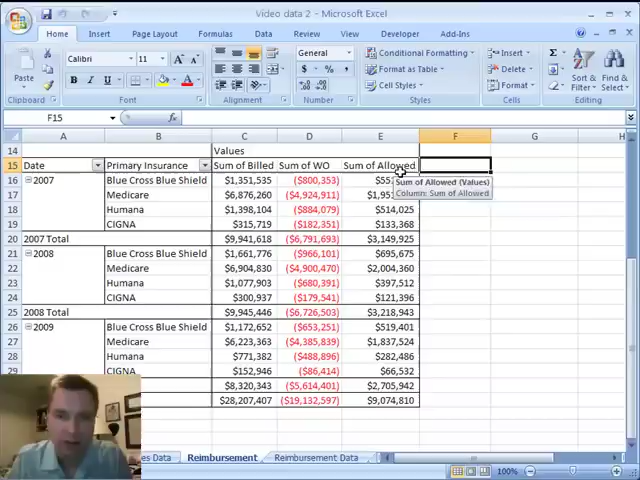 Video data 2 - Microsoft Excel
Home Insert Page Layout Formulas Data Review View Developer Add-Ins
Calibri 11 General Conditional Formatting Insert
Paste B I U $ % , Format as Table Delete Sort & Filter Find & Select
Cell Styles Format
Clipboard Font Alignment Number Styles Cells Editing
F15 fx
A B C D E F G H
14 Values
15 Date Primary Insurance Sum of Billed Sum of WO Sum of Allowed
16 2007 Blue Cross Blue Shield $1,351,535 ($800,353)
Sum of Allowed (Values)
Column: Sum of Allowed
17 Medicare $6,876,260 ($4,924,911)
18 Humana $1,398,104 ($884,079) $514,025
19 CIGNA $315,719 ($182,351) $133,368
20 2007 Total $9,941,618 ($6,791,693) $3,149,925
21 2008 Blue Cross Blue Shield $1,661,776 ($966,101) $695,675
22 Medicare $6,904,830 ($4,900,470) $2,004,360
23 Humana $1,077,903 ($680,391) $397,512
24 CIGNA $300,937 ($179,541) $121,396
25 2008 Total $9,945,446 ($6,726,503) $3,218,943
26 2009 Blue Cross Blue Shield $1,172,652 ($653,251) $519,401
27 Medicare $6,223,363 ($4,385,839) $1,837,524
28 Humana $771,382 ($488,896) $282,486
29 CIGNA $152,946 ($86,414) $66,532
$8,320,343 ($5,614,401) $2,705,942
$28,207,407 ($19,132,597) $9,074,810
es Data Reimbursement Reimbursement Data
100%